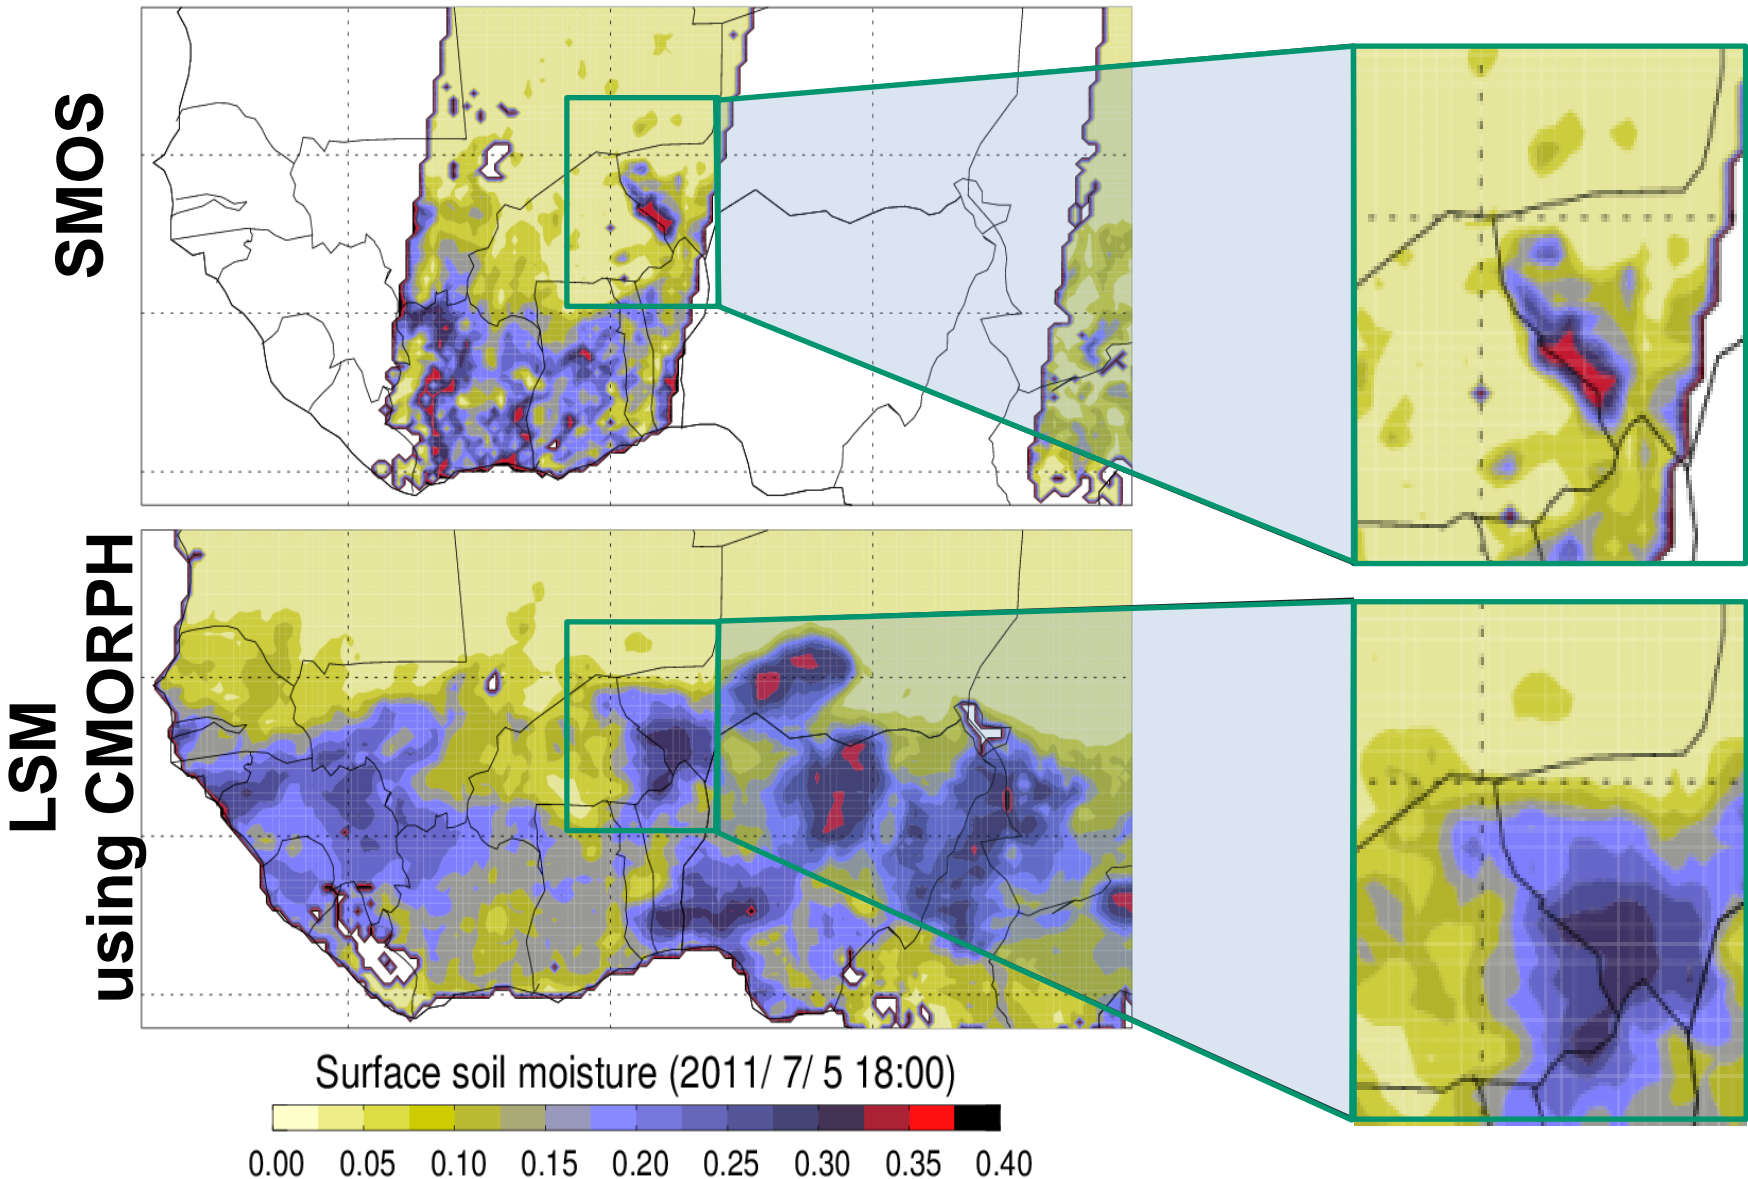 SMOS
LSM
using CMORPH
Surface soil moisture (2011/ 7/ 5 18:00)
0.00 0.05 0.10 0.15 0.20 0.25 0.30 0.35 0.40